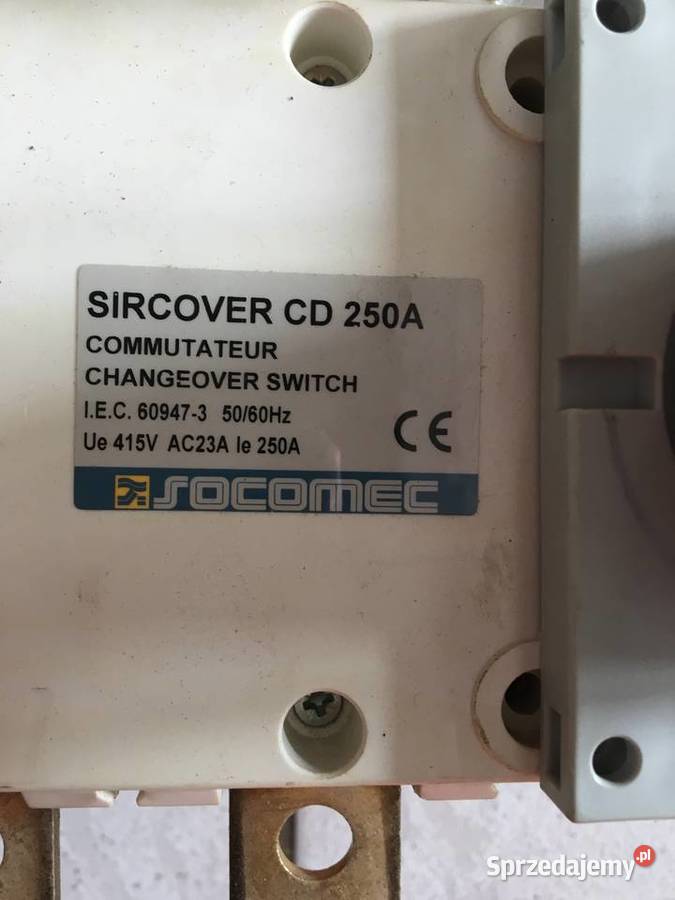 SIRCOVER CD 250A
COMMUTATEUR
CHANGEOVER SWITCH
I.E.C. 60947-3 50/60Hz
Ue 415V AC23A Ie 250A
CE
SOCOMEC
Sprzedajemy.pl